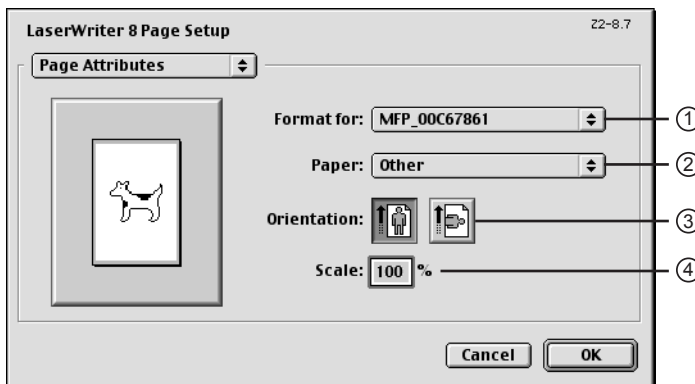 LaserWriter 8 Page Setup
Z2-8.7
Page Attributes
Format for: MFP_00C67861 1
Paper: Other 2
Orientation: 3
Scale: 100 % 4
Cancel OK